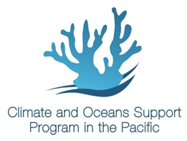 Climate and Oceans Support
Program in the Pacific